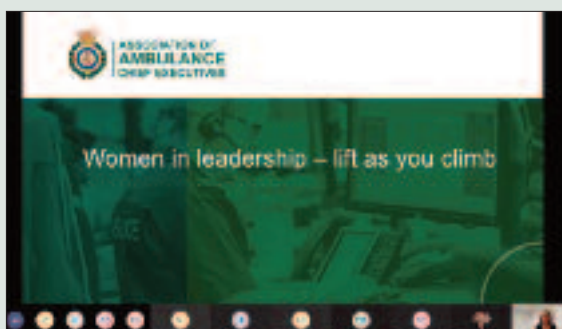 ASSOCIATION OF
AMBULANCE
CHIEF EXECUTIVES
Women in leadership – lift as you climb